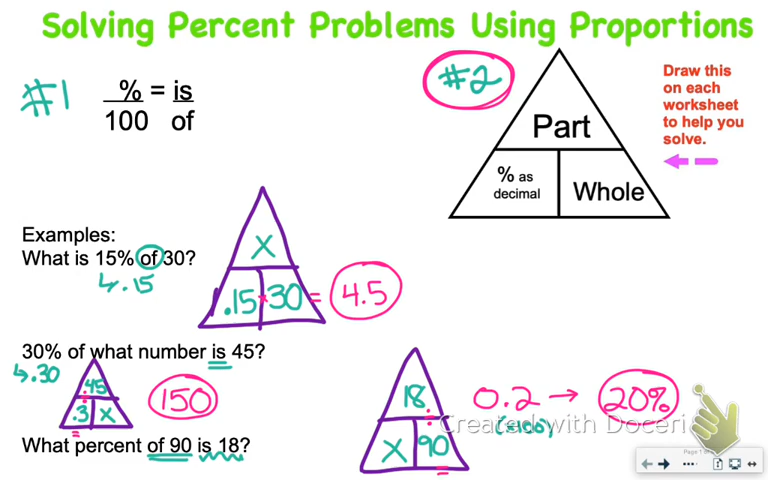 Solving Percent Problems Using Proportions
#1
% = is
100 of
#2
Part
% as
decimal
Whole
Draw this
on each
worksheet
to help you
solve.
Examples:
What is 15% of 30?
.15
X
.15 • 30 = 4.5
30% of what number is 45?
.30
45
.3 X
=
150
What percent of 90 is 18?
18
÷
X 90
=
0.2 → 20%
Created with Doceri